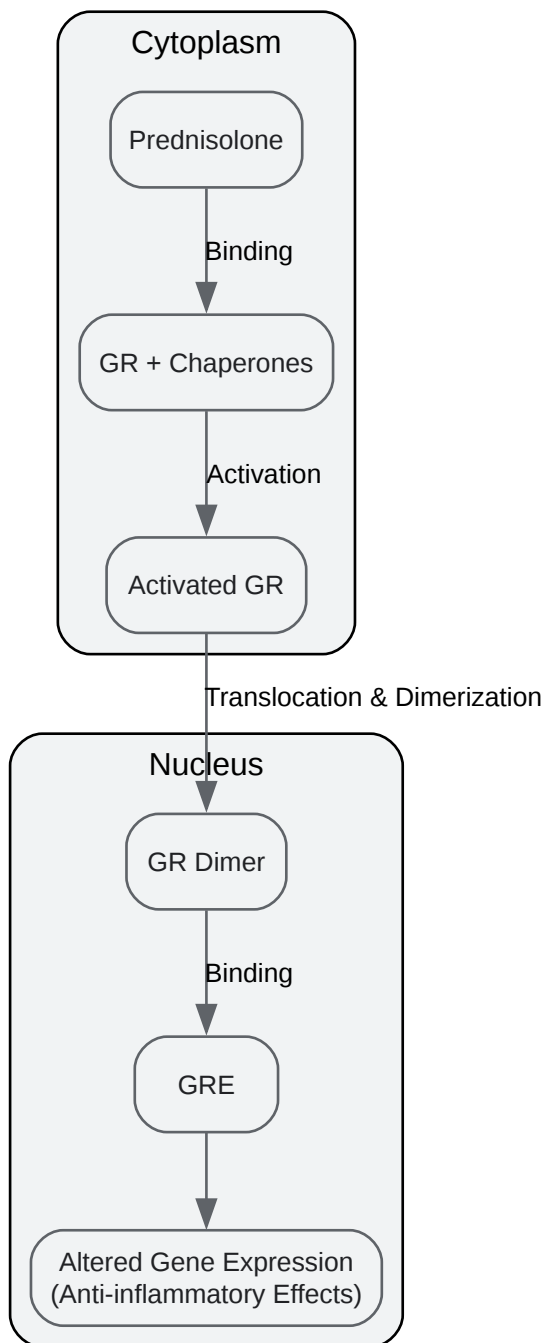 Cytoplasm
Prednisolone
Binding
GR + Chaperones
Activation
Activated GR
Translocation & Dimerization
Nucleus
GR Dimer
Binding
GRE
Altered Gene Expression
(Anti-inflammatory Effects)